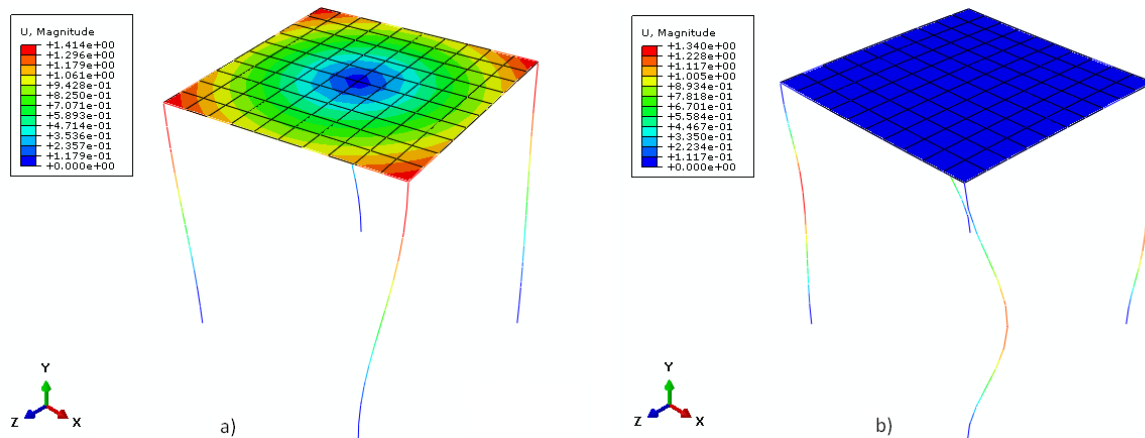 U, Magnitude
+1.414e+00
+1.296e+00
+1.179e+00
+1.061e+00
+9.428e-01
+8.250e-01
+7.071e-01
+5.893e-01
+4.714e-01
+3.536e-01
+2.357e-01
+1.179e-01
+0.000e+00
Y
Z
X
a)
U, Magnitude
+1.340e+00
+1.228e+00
+1.117e+00
+1.005e+00
+8.934e-01
+7.818e-01
+6.701e-01
+5.584e-01
+4.467e-01
+3.350e-01
+2.234e-01
+1.117e-01
+0.000e+00
Y
Z
X
b)